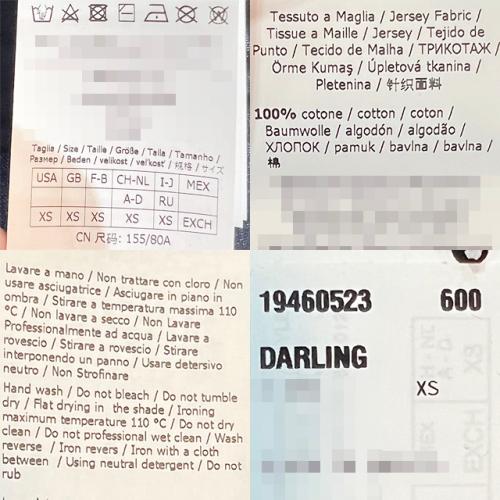 Taglia / Size / Taille / Größe / Talla / Tamanho /
Размер / Beden / velikost / veľkosť / 规格 / サイズ
USA GB F-B CH-NL I-J MEX
A-D RU
XS XS XS XS XS EXCH
CN 尺码: 155/80A
Tessuto a Maglia / Jersey Fabric /
Tissue a Maille / Jersey / Tejido de
Punto / Tecido de Malha / ТРИКОТАЖ /
Örme Kumaş / Úpletová tkanina /
Pletenina / 针织面料
100% cotone / cotton / coton /
Baumwolle / algodón / algodão /
ХЛОПОК / pamuk / bavlna / bavlna /
棉
Lavare a mano / Non trattare con cloro / Non
usare asciugatrice / Asciugare in piano in
ombra / Stirare a temperatura massima 110
°C / Non lavare a secco / Non Lavare
Professionalmente ad acqua / Lavare a
rovescio / Stirare a rovescio / Stirare
interponendo un panno / Usare detersivo
neutro / Non Strofinare
Hand wash / Do not bleach / Do not tumble
dry / Flat drying in the shade / Ironing
maximum temperature 110 °C / Do not dry
clean / Do not professional wet clean / Wash
reverse / Iron revers / Iron with a cloth
between / Using neutral detergent / Do not
rub
19460523 600
DARLING
XS